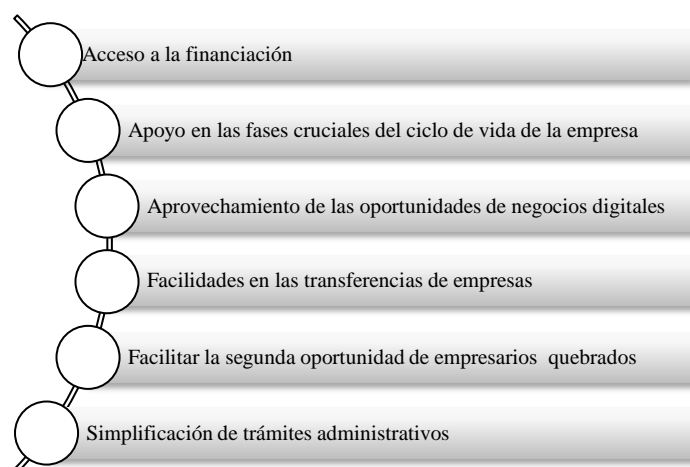 Acceso a la financiación
Apoyo en las fases cruciales del ciclo de vida de la empresa
Aprovechamiento de las oportunidades de negocios digitales
Facilidades en las transferencias de empresas
Facilitar la segunda oportunidad de empresarios quebrados
Simplificación de trámites administrativos